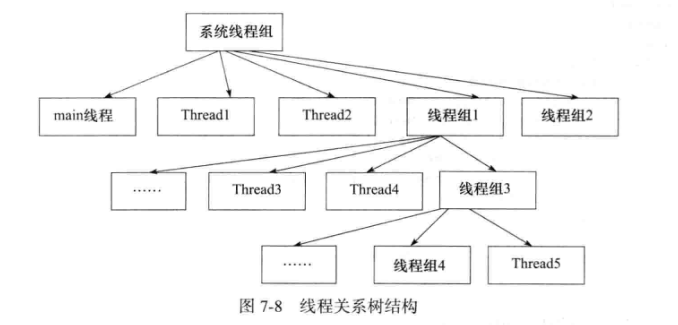 系统线程组
main线程
Thread1
Thread2
线程组1
线程组2
……
Thread3
Thread4
线程组3
……
线程组4
Thread5
图 7-8 线程关系树结构